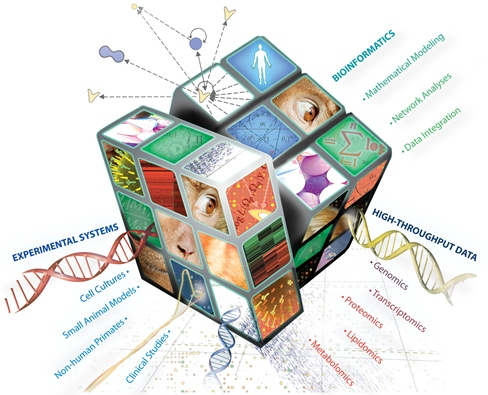 BIOINFORMATICS
• Mathematical Modeling
• Network Analyses
• Data Integration
EXPERIMENTAL SYSTEMS
Cell Cultures •
Small Animal Models •
Non-human Primates •
Clinical Studies •
HIGH-THROUGHPUT DATA
• Genomics
• Transcriptomics
• Proteomics
• Lipidomics
• Metabolomics